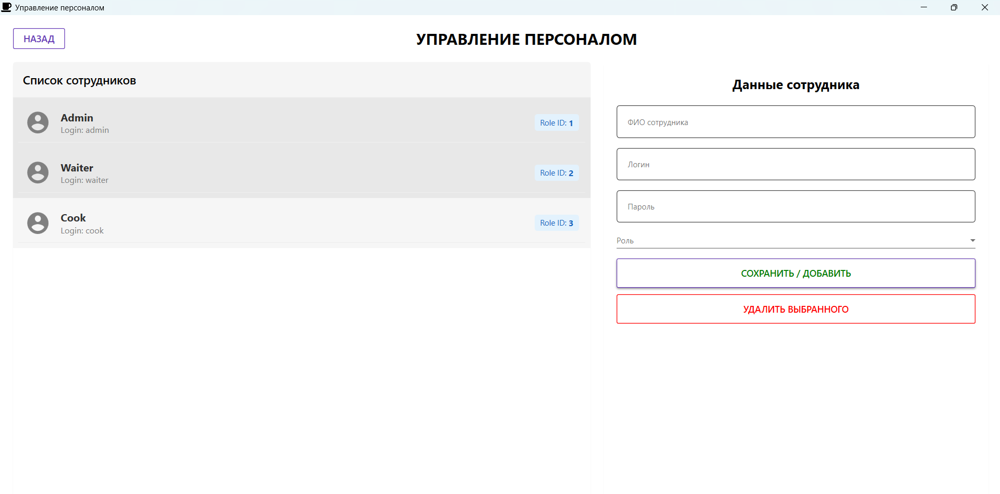 Управление персоналом
НАЗАД
УПРАВЛЕНИЕ ПЕРСОНАЛОМ
Список сотрудников
Admin
Login: admin
Role ID: 1
Waiter
Login: waiter
Role ID: 2
Cook
Login: cook
Role ID: 3
Данные сотрудника
ФИО сотрудника
Логин
Пароль
Роль
СОХРАНИТЬ / ДОБАВИТЬ
УДАЛИТЬ ВЫБРАННОГО